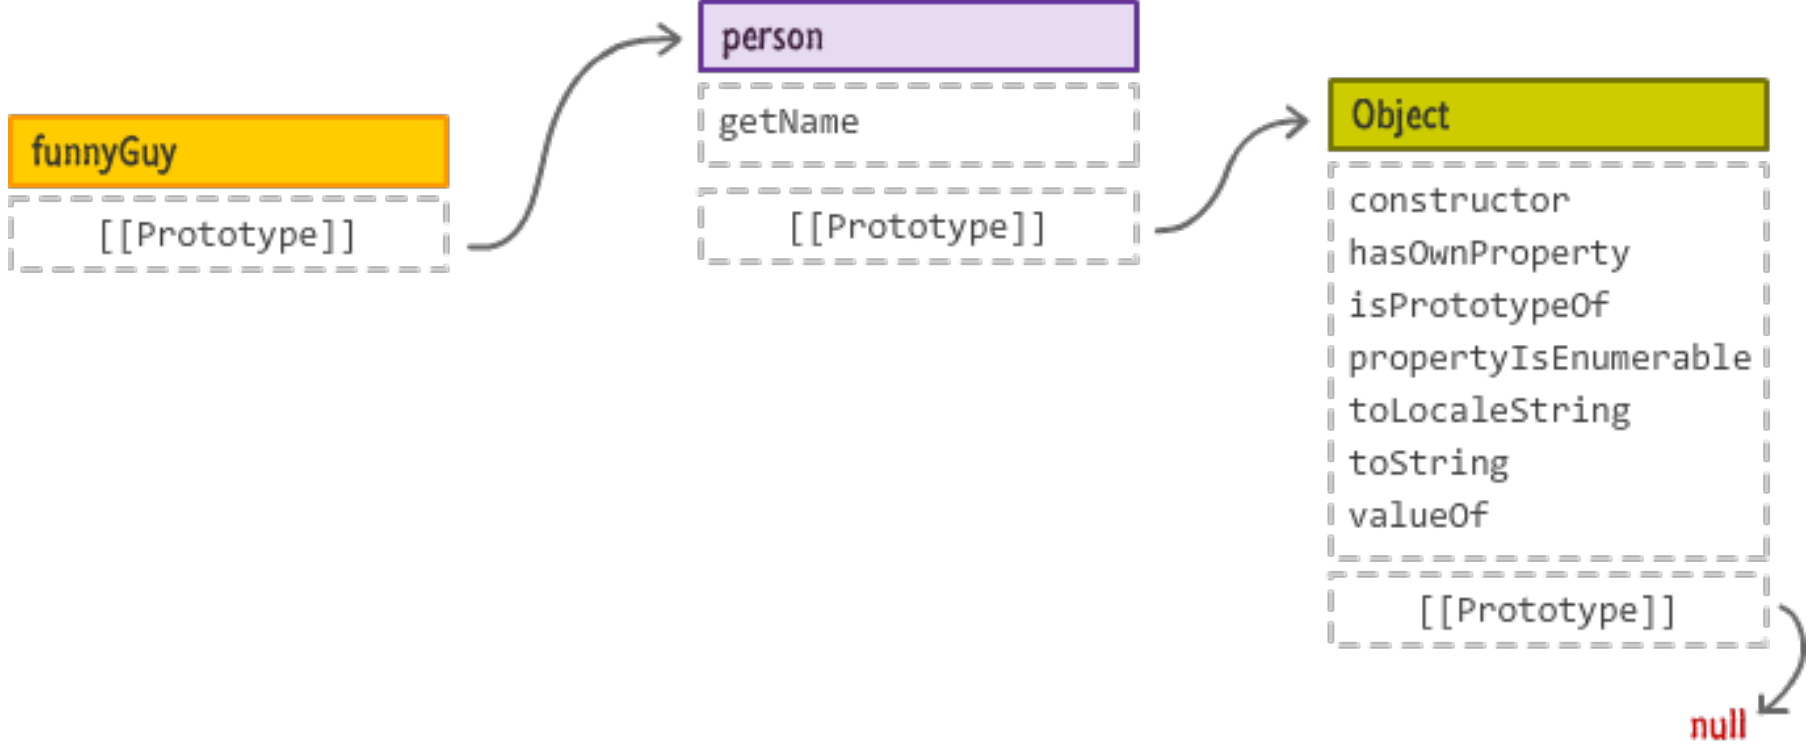 funnyGuy
[[Prototype]]
person
getName
[[Prototype]]
Object
constructor
hasOwnProperty
isPrototypeOf
propertyIsEnumerable
toLocaleString
toString
valueOf
[[Prototype]]
null